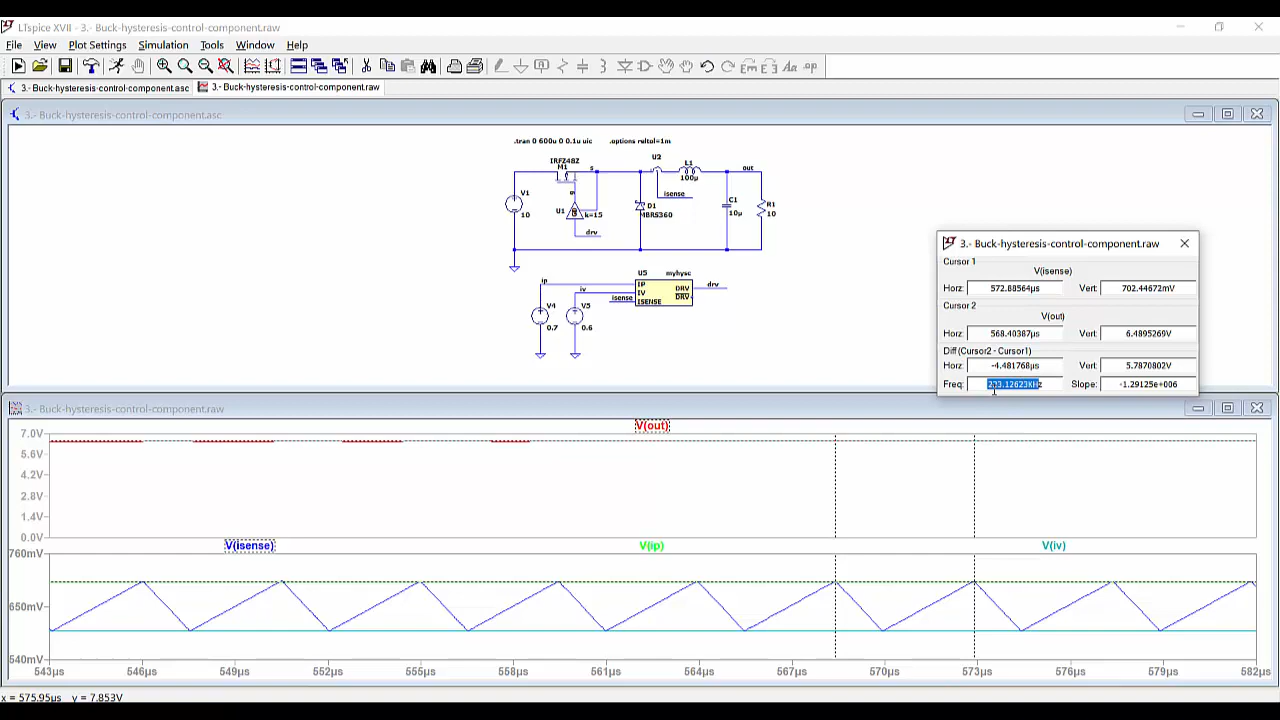 LTspice XVII - 3.- Buck-hysteresis-control-component.raw
File View Plot Settings Simulation Tools Window Help
3.- Buck-hysteresis-control-component.asc 3.- Buck-hysteresis-control-component.raw
3.- Buck-hysteresis-control-component.asc
.tran 0 600u 0 0.1u uic .options reltol=1m
IRFZ48Z
M1
s
U2
L1
100µ
out
isense
V1
10
g
U1
k=15
drv
D1
MBRS360
C1
10µ
R1
10
U5 myhysc
ip
iv
isense
IP
IV
ISENSE
DRV
DRV
drv
V4
0.7
V5
0.6
3.- Buck-hysteresis-control-component.raw
Cursor 1
V(isense)
Horz: 572.88564µs Vert: 702.44672mV
Cursor 2
V(out)
Horz: 568.40387µs Vert: 6.4895269V
Diff (Cursor2 - Cursor1)
Horz: -4.481768µs Vert: 5.7870802V
Freq: 223.12623KHz Slope: -1.29125e+006
3.- Buck-hysteresis-control-component.raw
V(out)
7.0V
5.6V
4.2V
2.8V
1.4V
0.0V
V(isense) V(ip) V(iv)
760mV
650mV
540mV
543µs 546µs 549µs 552µs 555µs 558µs 561µs 564µs 567µs 570µs 573µs 576µs 579µs 582µs
x = 575.95µs y = 7.853V